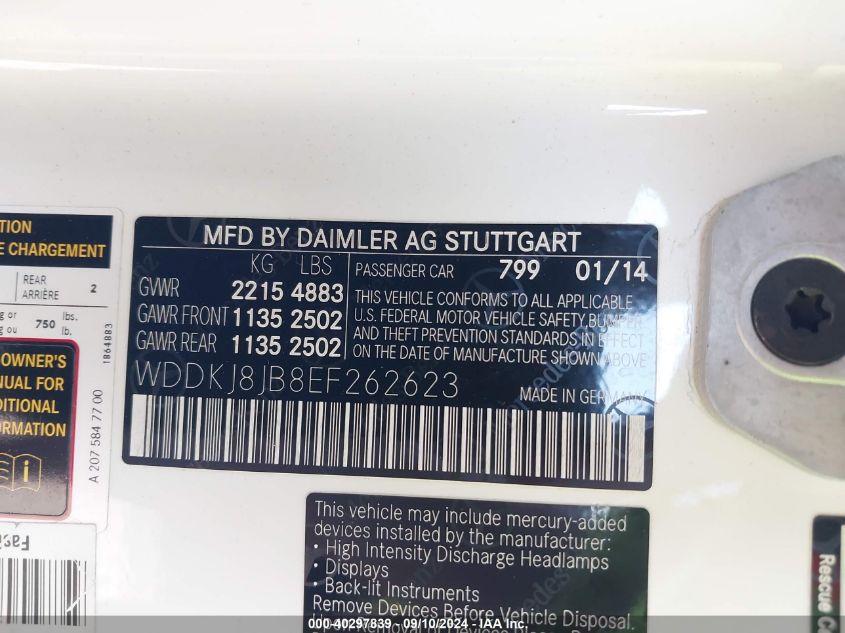 MFD BY DAIMLER AG STUTTGART
KG LBS
GVWR 2215 4883
GAWR FRONT 1135 2502
GAWR REAR 1135 2502
PASSENGER CAR 799 01/14
THIS VEHICLE CONFORMS TO ALL APPLICABLE
U.S. FEDERAL MOTOR VEHICLE SAFETY BUMPER
AND THEFT PREVENTION STANDARDS IN EFFECT
ON THE DATE OF MANUFACTURE SHOWN ABOVE.
WDDKJ8JB8EF262623
MADE IN GERMANY
CHARGEMENT
REAR
ARRIÈRE 2
or
ou 750 lbs.
lb.
1864883
OWNER'S
MANUAL FOR
A 207 584 77 00
This vehicle may include mercury-added
devices installed by the manufacturer:
· High Intensity Discharge Headlamps
· Displays
· Back-lit Instruments
Remove Devices Before Vehicle Disposal.
Rescue
000-40297839 - 09/10/2024 - IAA Inc.